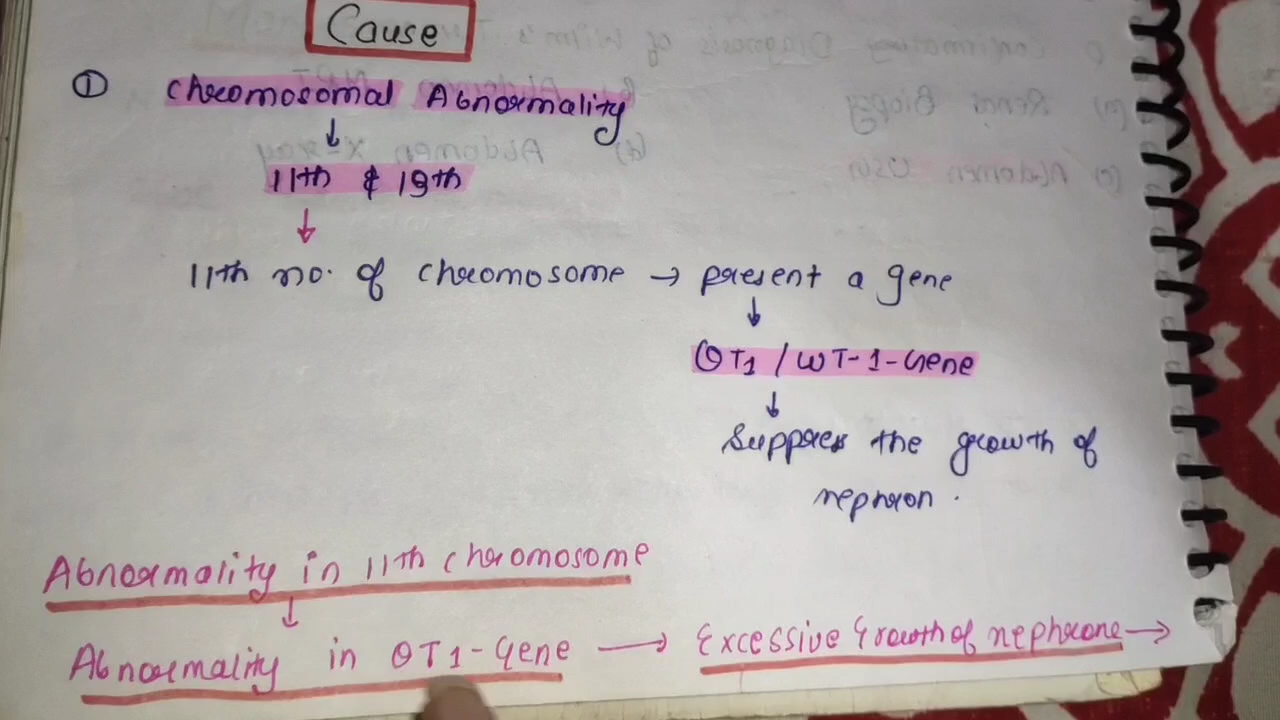 Cause
① Chromosomal Abnormality
↓
11th & 19th
↓
11th no. of chromosome → present a gene
↓
OT1 / WT-1-Gene
↓
Suppress the growth of
nephron.
Abnormality in 11th chromosome
↓
Abnormality in OT1-Gene → Excessive Growth of nephrone →